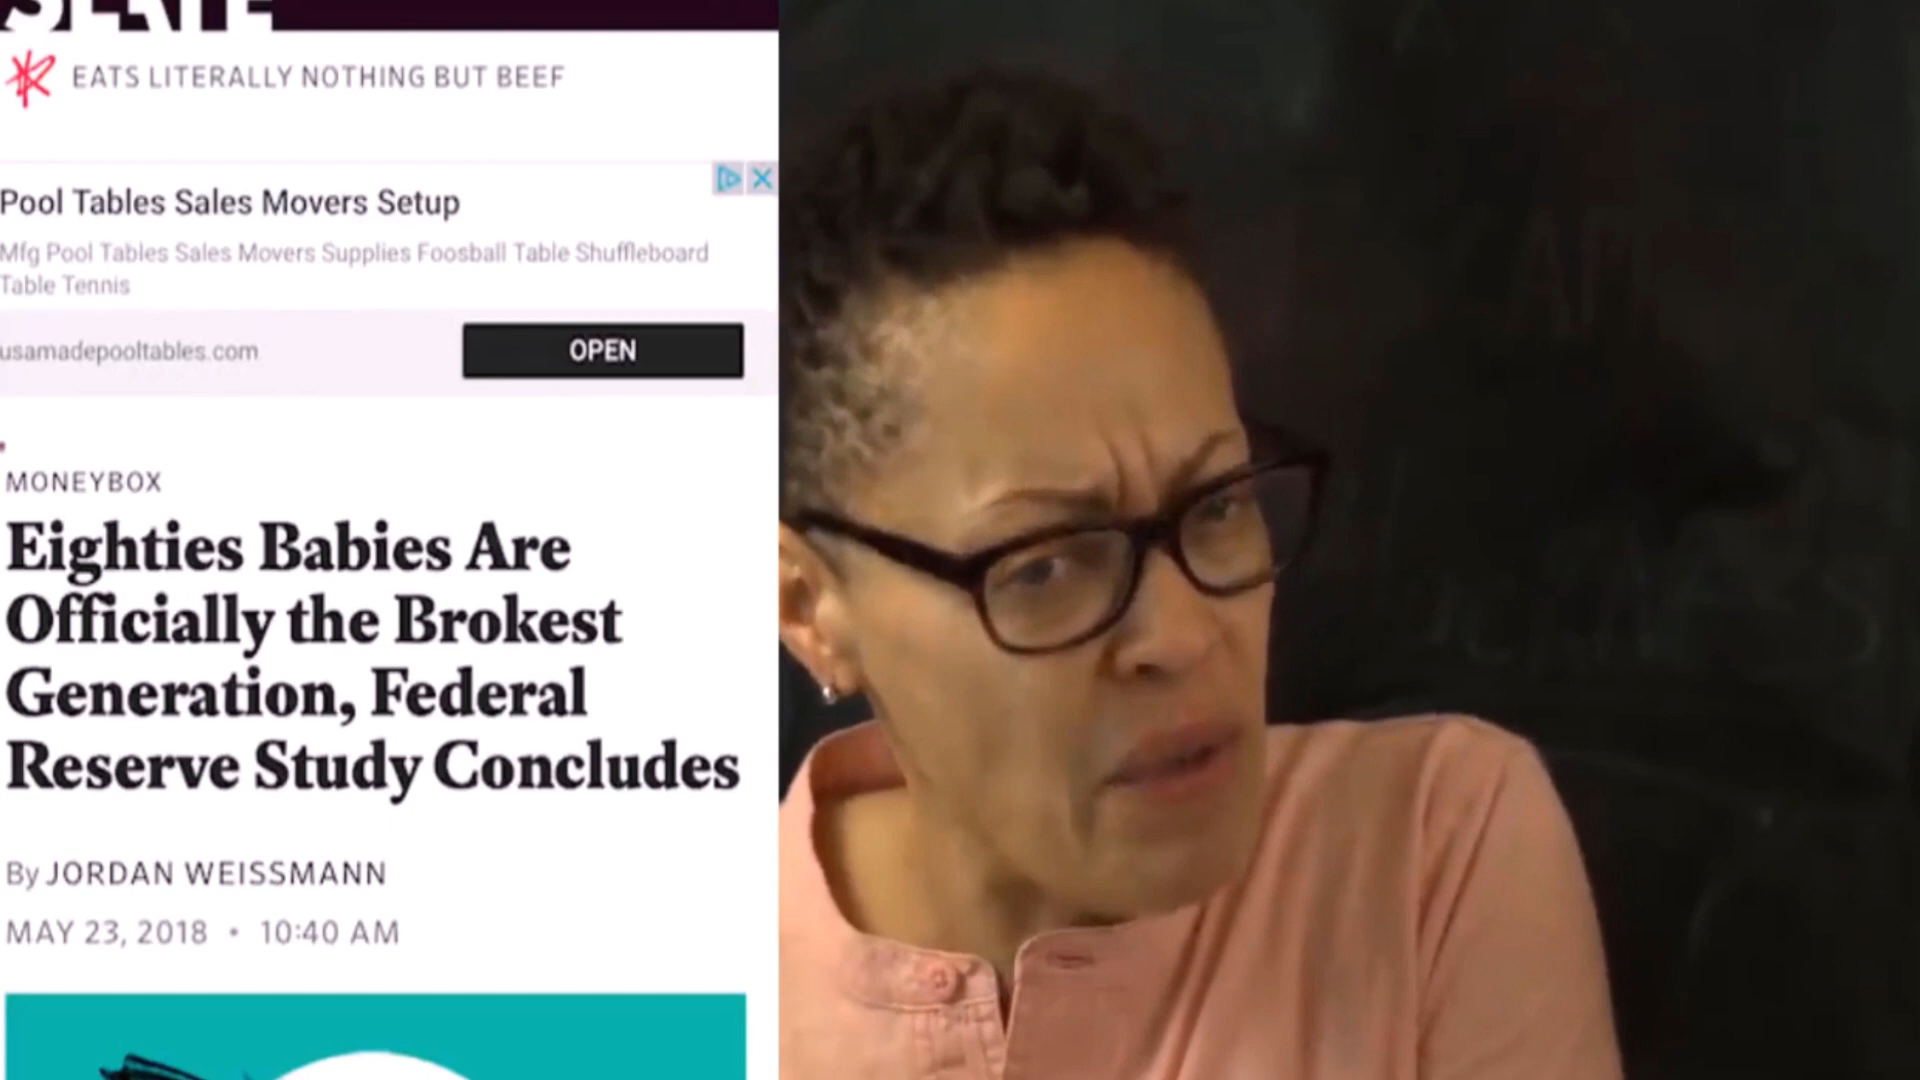 SLATE
EATS LITERALLY NOTHING BUT BEEF
Pool Tables Sales Movers Setup
Mfg Pool Tables Sales Movers Supplies Foosball Table Shuffleboard
Table Tennis
usamadepooltables.com
OPEN
MONEYBOX
Eighties Babies Are
Officially the Brokest
Generation, Federal
Reserve Study Concludes
By JORDAN WEISSMANN
MAY 23, 2018 • 10:40 AM